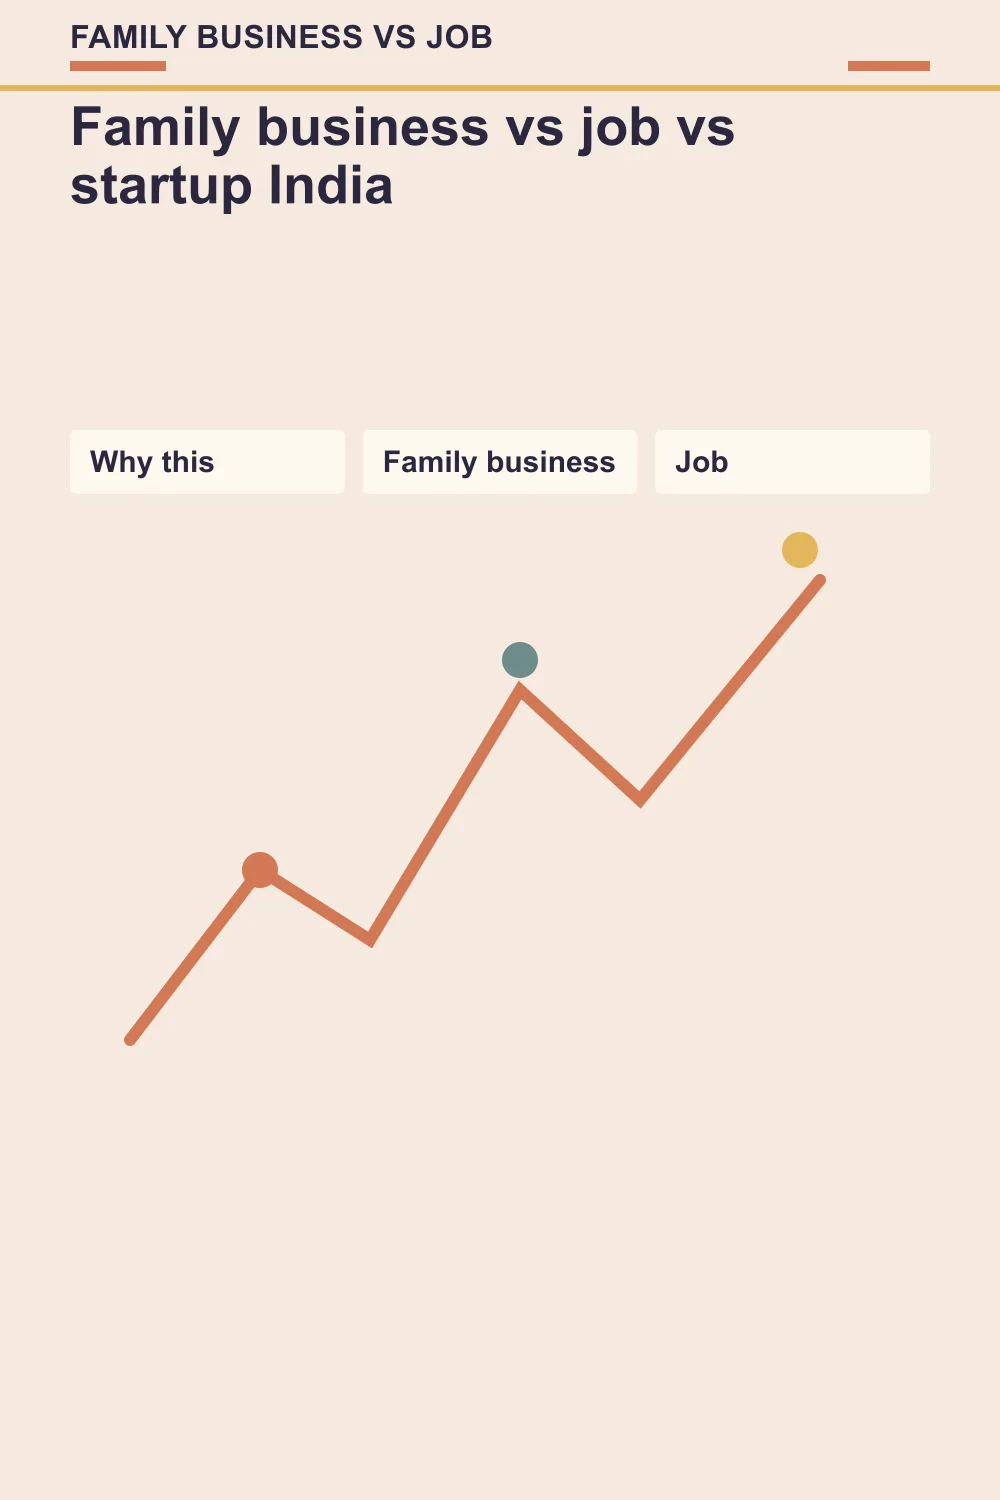 FAMILY BUSINESS VS JOB
Family business vs job vs
startup India
Why this
Family business
Job